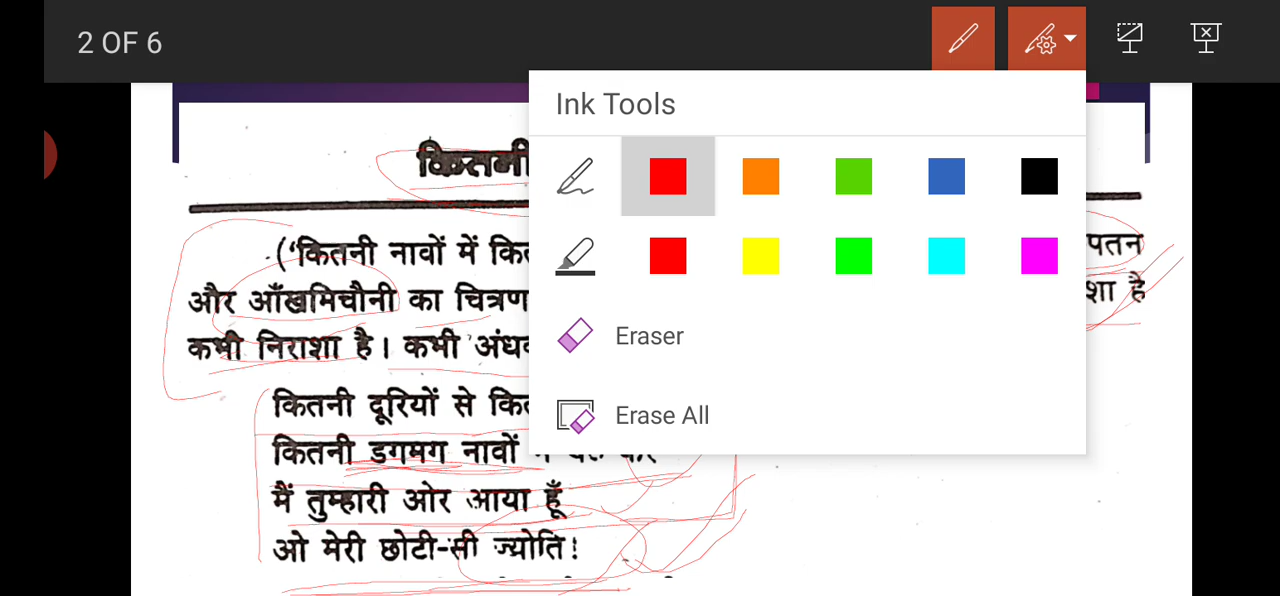 2 OF 6
Ink Tools
Eraser
Erase All
कितनी
('कितनी नावों में पतन
और आँखमिचौनी का चित्रण शा है
कभी निराशा है। कभी
कितनी दूरियों से
कितनी डगमग नावों
मैं तुम्हारी ओर आया हूँ
ओ मेरी छोटी-सी ज्योति!